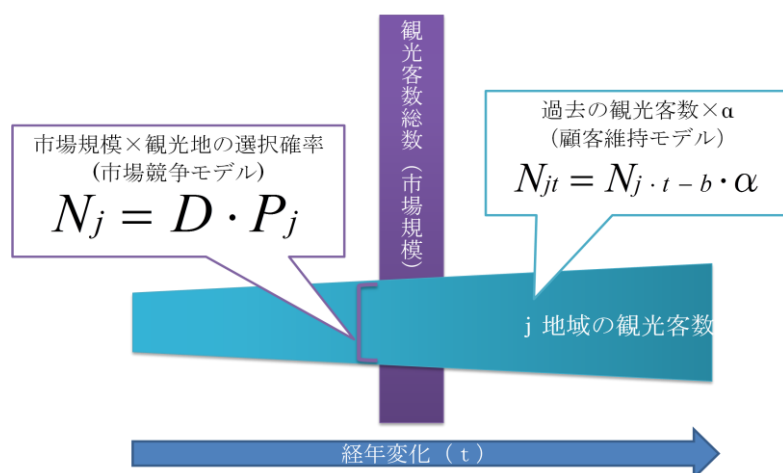 観光客数総数（市場規模）
市場規模×観光地の選択確率
(市場競争モデル)
Nj = D · Pj
過去の観光客数×α
(顧客維持モデル)
Njt = Nj · t − b · α
j 地域の観光客数
経年変化（t）